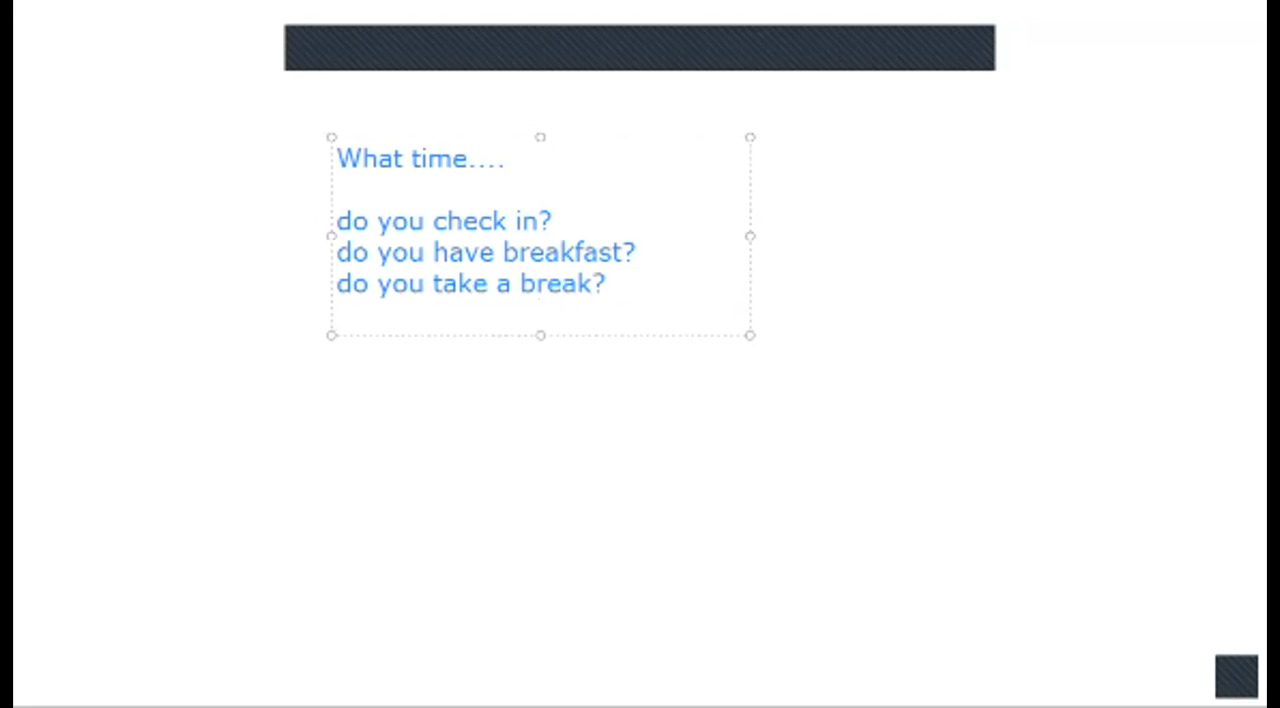 What time....
do you check in?
do you have breakfast?
do you take a break?